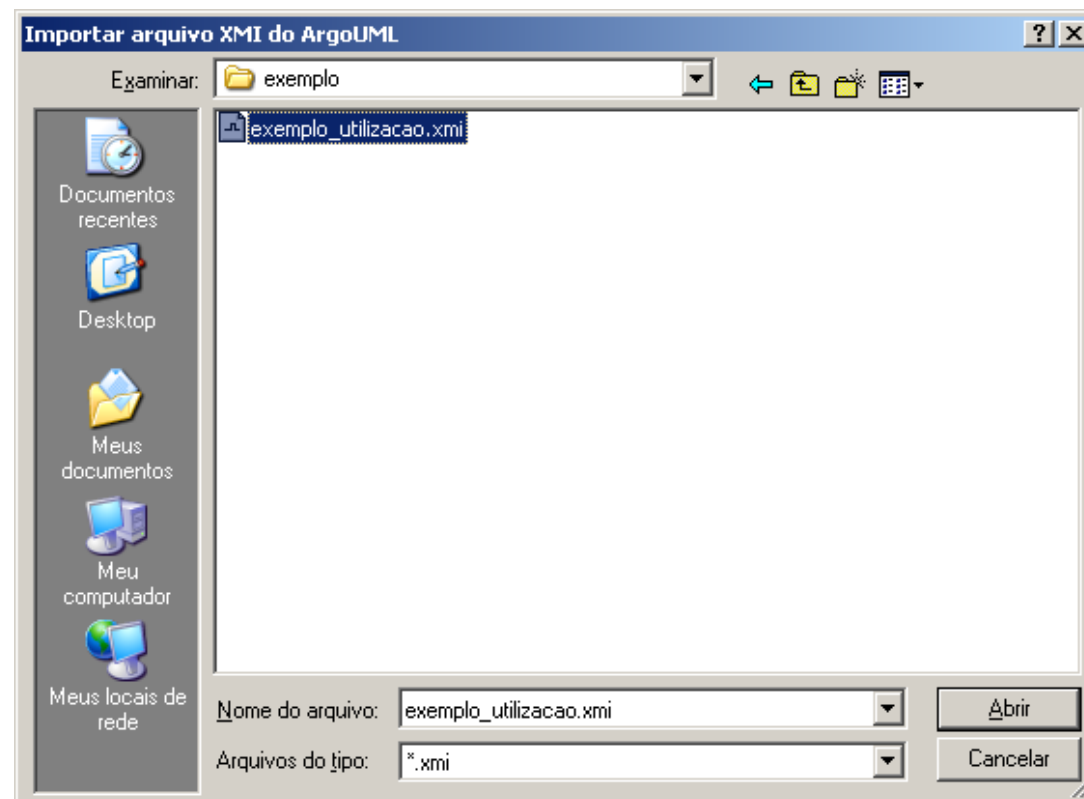 Importar arquivo XMI do ArgoUML
Examinar:
exemplo
exemplo_utilizacao.xmi
Documentos
recentes
Desktop
Meus
documentos
Meu
computador
Meus locais de
rede
Nome do arquivo:
exemplo_utilizacao.xmi
Abrir
Arquivos do tipo:
*.xmi
Cancelar